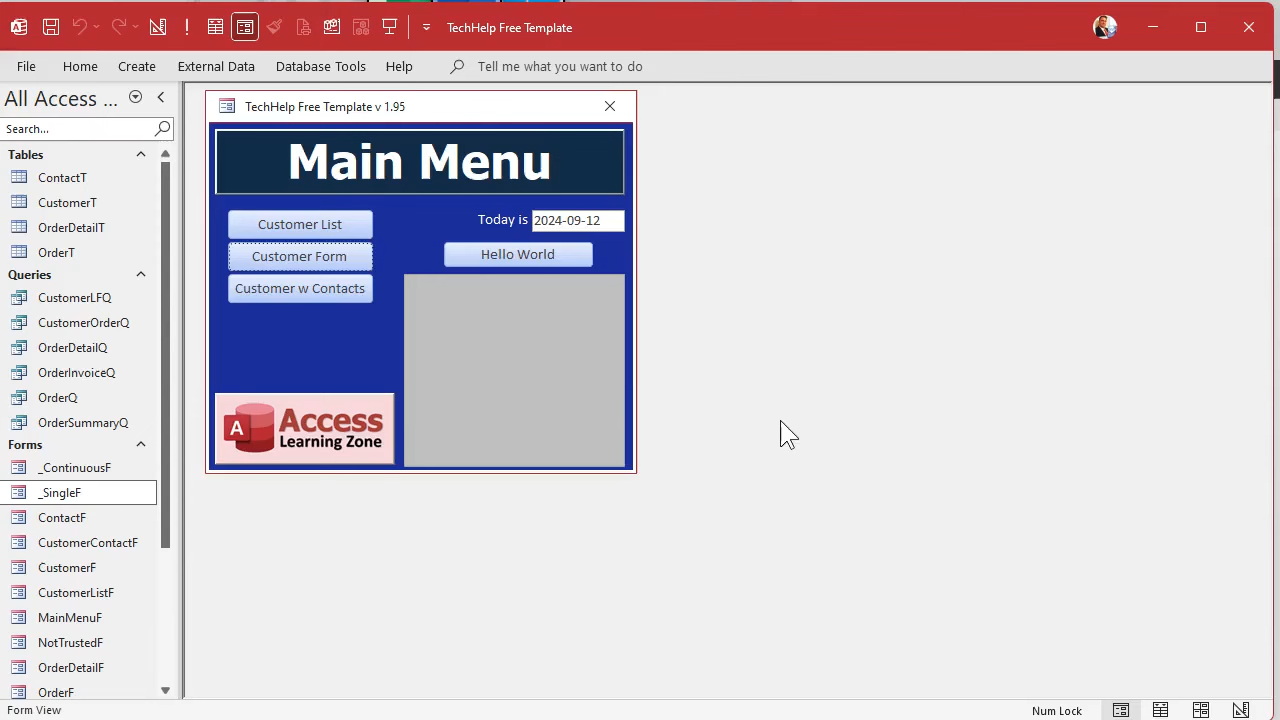 TechHelp Free Template
File Home Create External Data Database Tools Help Tell me what you want to do
All Access ...
Search...
Tables
ContactT
CustomerT
OrderDetailT
OrderT
Queries
CustomerLFQ
CustomerOrderQ
OrderDetailQ
OrderInvoiceQ
OrderQ
OrderSummaryQ
Forms
_ContinuousF
_SingleF
ContactF
CustomerContactF
CustomerF
CustomerListF
MainMenuF
NotTrustedF
OrderDetailF
OrderF
TechHelp Free Template v 1.95
Main Menu
Customer List
Customer Form
Customer w Contacts
Today is 2024-09-12
Hello World
A Access
Learning Zone
Form View
Num Lock